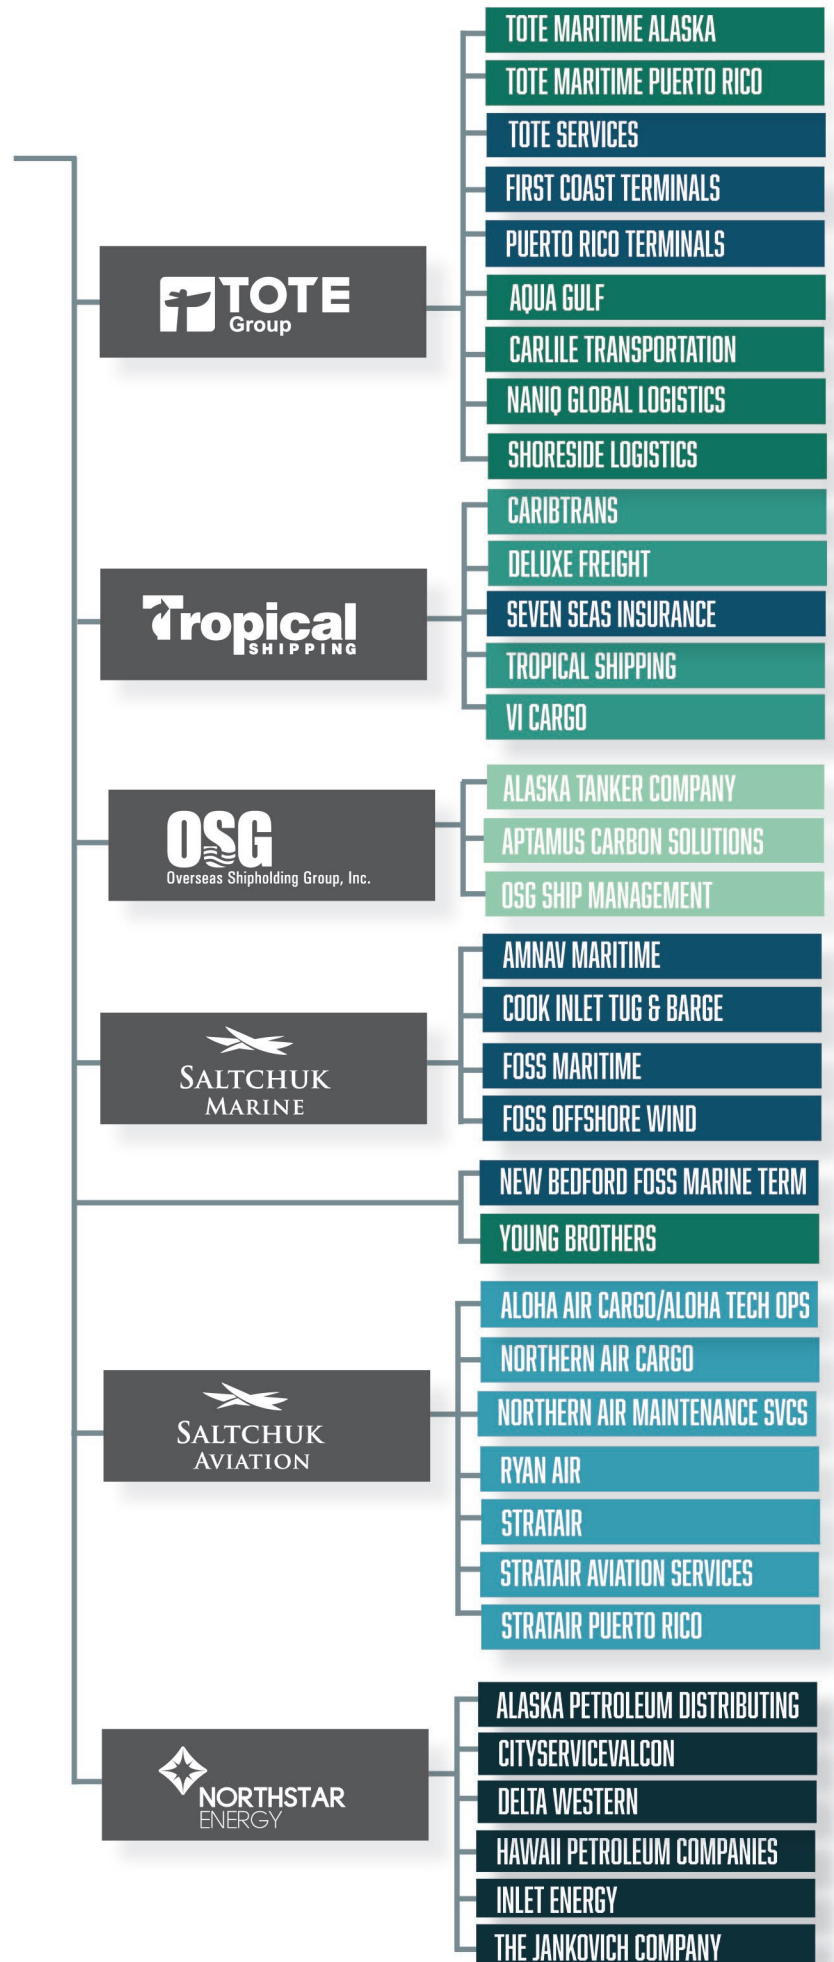 TOTE MARITIME ALASKA
TOTE MARITIME PUERTO RICO
TOTE SERVICES
FIRST COAST TERMINALS
PUERTO RICO TERMINALS
TOTE
Group
AQUA GULF
CARLILE TRANSPORTATION
NANIQ GLOBAL LOGISTICS
SHORESIDE LOGISTICS
CARIBTRANS
DELUXE FREIGHT
Tropical
SHIPPING
SEVEN SEAS INSURANCE
TROPICAL SHIPPING
VI CARGO
ALASKA TANKER COMPANY
OSG
Overseas Shipholding Group, Inc.
APTAMUS CARBON SOLUTIONS
OSG SHIP MANAGEMENT
AMNAV MARITIME
COOK INLET TUG & BARGE
SALTCHUK
MARINE
FOSS MARITIME
FOSS OFFSHORE WIND
NEW BEDFORD FOSS MARINE TERM
YOUNG BROTHERS
ALOHA AIR CARGO/ALOHA TECH OPS
NORTHERN AIR CARGO
NORTHERN AIR MAINTENANCE SVCS
SALTCHUK
AVIATION
RYAN AIR
STRATAIR
STRATAIR AVIATION SERVICES
STRATAIR PUERTO RICO
ALASKA PETROLEUM DISTRIBUTING
CITYSERVICEVALCON
DELTA WESTERN
NORTHSTAR
ENERGY
HAWAII PETROLEUM COMPANIES
INLET ENERGY
THE JANKOVICH COMPANY